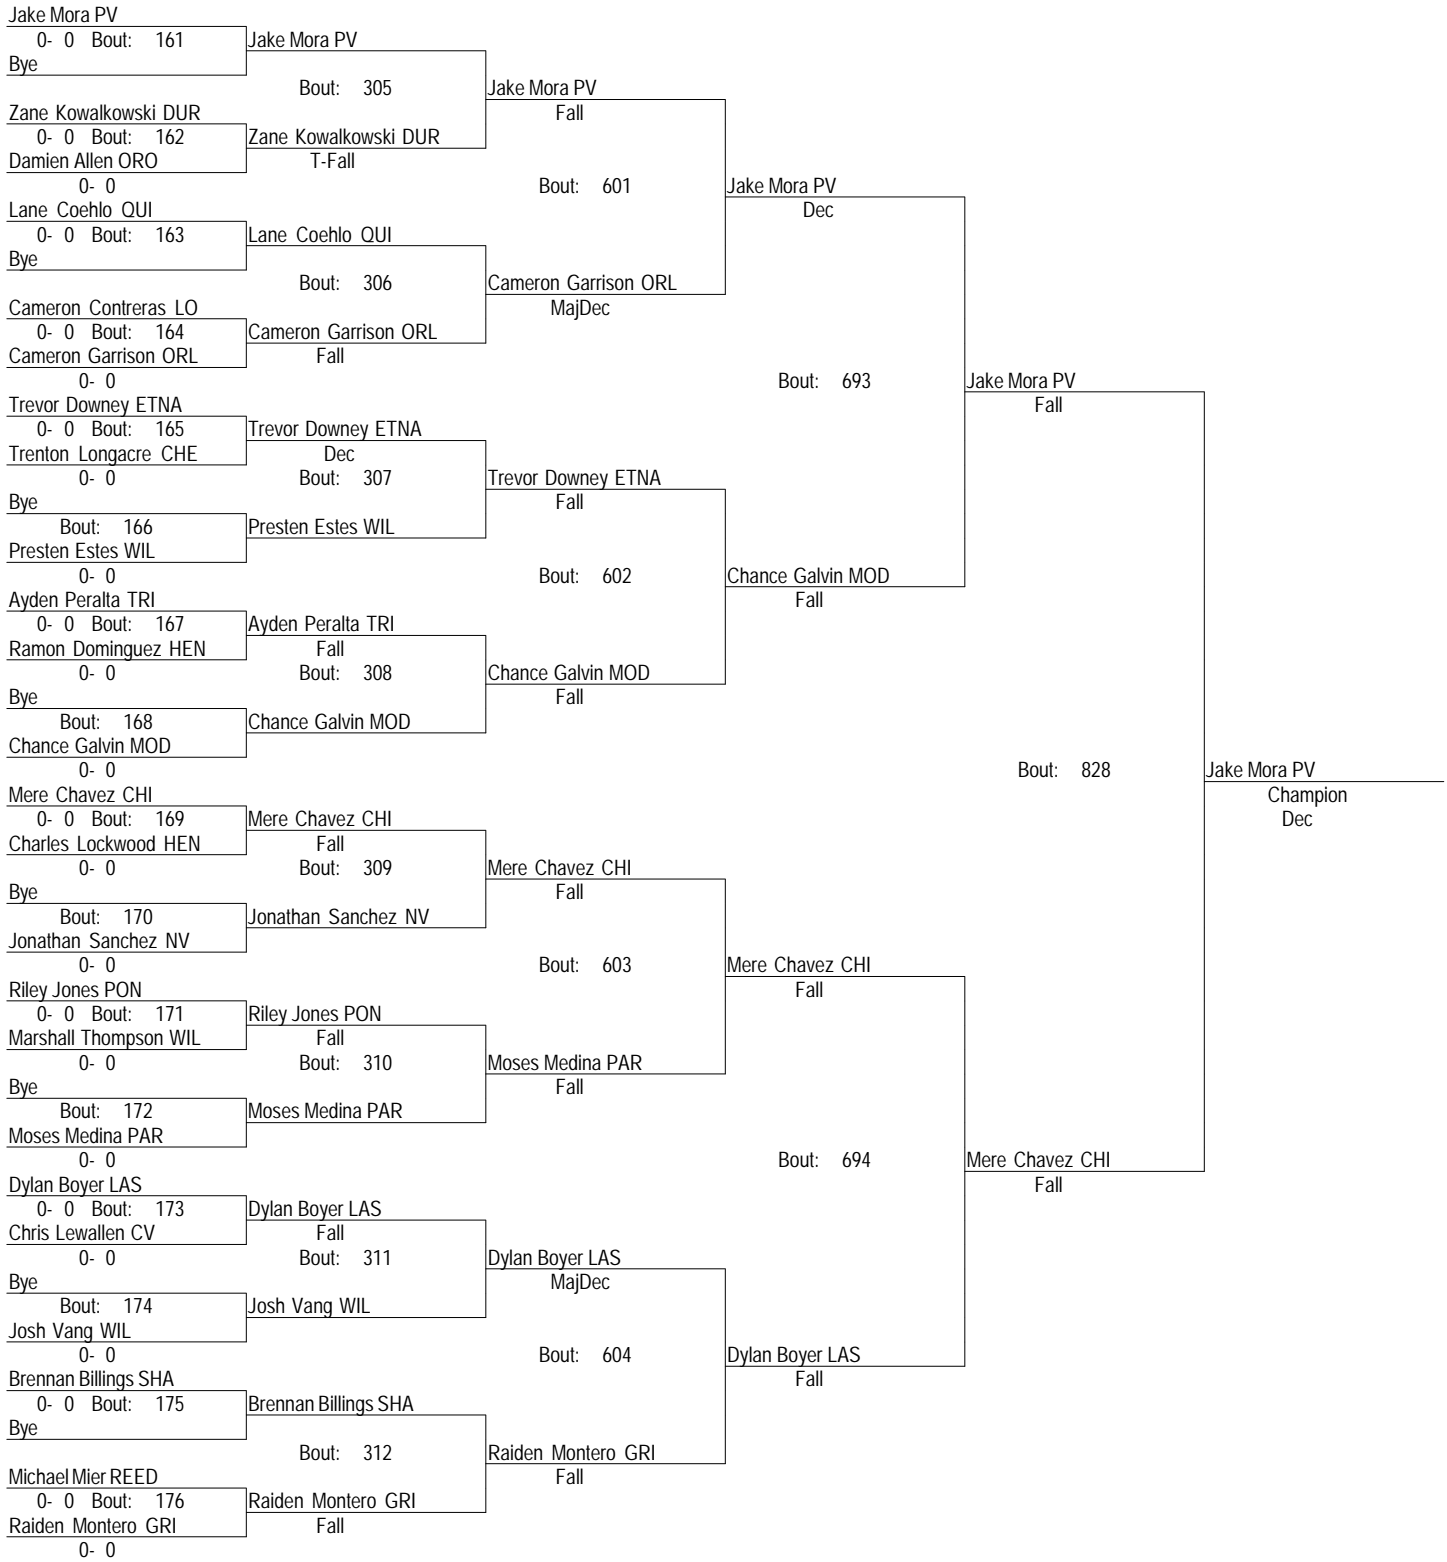 Jake Mora PV
0- 0 Bout: 161
Jake Mora PV
Bye
Bout: 305
Jake Mora PV
Zane Kowalkowski DUR
Fall
0- 0 Bout: 162
Zane Kowalkowski DUR
Damien Allen ORO
T-Fall
0- 0
Bout: 601
Jake Mora PV
Lane Coehlo QUI
Dec
0- 0 Bout: 163
Lane Coehlo QUI
Bye
Bout: 306
Cameron Garrison ORL
Cameron Contreras LO
MajDec
0- 0 Bout: 164
Cameron Garrison ORL
Cameron Garrison ORL
Fall
0- 0
Bout: 693
Jake Mora PV
Trevor Downey ETNA
Fall
0- 0 Bout: 165
Trevor Downey ETNA
Trenton Longacre CHE
Dec
0- 0
Bout: 307
Trevor Downey ETNA
Bye
Fall
Bout: 166
Presten Estes WIL
Presten Estes WIL
0- 0
Bout: 602
Chance Galvin MOD
Ayden Peralta TRI
Fall
0- 0 Bout: 167
Ayden Peralta TRI
Ramon Dominguez HEN
Fall
0- 0
Bout: 308
Chance Galvin MOD
Bye
Fall
Bout: 168
Chance Galvin MOD
Chance Galvin MOD
0- 0
Bout: 828
Jake Mora PV
Mere Chavez CHI
Champion
0- 0 Bout: 169
Mere Chavez CHI
Dec
Charles Lockwood HEN
Fall
0- 0
Bout: 309
Mere Chavez CHI
Bye
Fall
Bout: 170
Jonathan Sanchez NV
Jonathan Sanchez NV
0- 0
Bout: 603
Mere Chavez CHI
Riley Jones PON
Fall
0- 0 Bout: 171
Riley Jones PON
Marshall Thompson WIL
Fall
0- 0
Bout: 310
Moses Medina PAR
Bye
Fall
Bout: 172
Moses Medina PAR
Moses Medina PAR
0- 0
Bout: 694
Mere Chavez CHI
Dylan Boyer LAS
Fall
0- 0 Bout: 173
Dylan Boyer LAS
Chris Lewallen CV
Fall
0- 0
Bout: 311
Dylan Boyer LAS
Bye
MajDec
Bout: 174
Josh Vang WIL
Josh Vang WIL
0- 0
Bout: 604
Dylan Boyer LAS
Brennan Billings SHA
Fall
0- 0 Bout: 175
Brennan Billings SHA
Bye
Bout: 312
Raiden Montero GRI
Michael Mier REED
Fall
0- 0 Bout: 176
Raiden Montero GRI
Raiden Montero GRI
Fall
0- 0